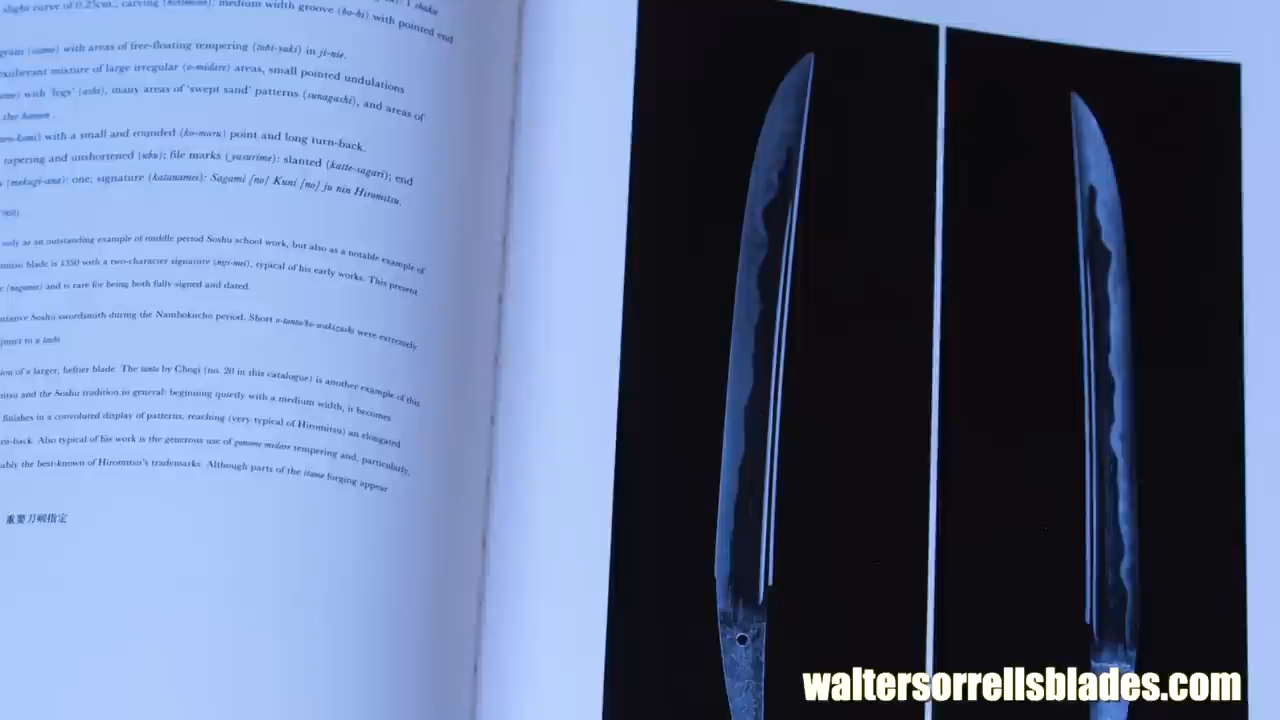 slight curve of 0.25cm.; carving (horimono): medium width groove (bo-hi) with pointed end
1 shaku
with areas of free-floating tempering (tobi-yaki) in ji-nie.
exuberant mixture of large irregular (o-midare) areas, small pointed undulations
with 'legs' (ashi), many areas of 'swept sand' patterns (sunagashi), and areas of
the hamon .
with a small and rounded (ko-maru) point and long turn-back.
tapering and unshortened (ubu); file marks (yasurime): slanted (katte-sagari); end
(mekugi-ana): one; signature (katanamei): Sagami [no] Kuni [no] ju nin Hiromitsu.
only as an outstanding example of middle period Soshu school work, but also as a notable example of
blade is 1350 with a two-character signature (niji-mei), typical of his early works. This present
(nagamo) and is rare for being both fully signed and dated.
Soshu swordsmith during the Nambokucho period. Short o-tanto/ko-wakizashi were extremely
to a tachi
of a larger, heftier blade. The tanto by Chogi (no. 20 in this catalogue) is another example of this
and the Soshu tradition in general: beginning quietly with a medium width, it becomes
finishes in a convoluted display of patterns, reaching (very typical of Hiromitsu) an elongated
Also typical of his work is the generous use of gunome midare tempering and, particularly,
the best-known of Hiromitsu's trademarks. Although parts of the itame forging appear
重要刀剣指定
waltersorrellsblades.com